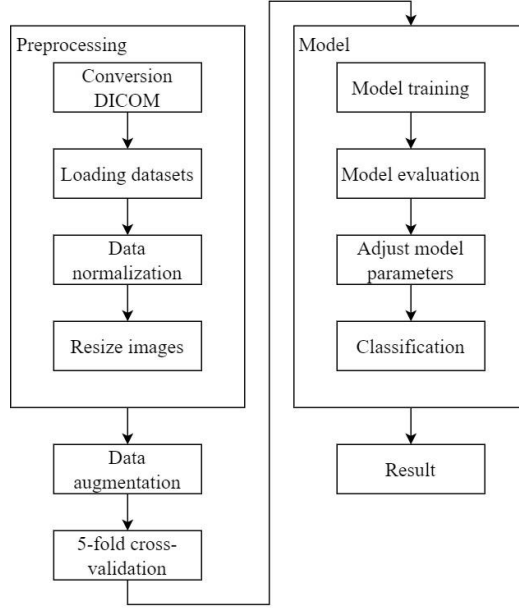 Preprocessing
Conversion
DICOM
Loading datasets
Data
normalization
Resize images
Data
augmentation
5-fold cross-
validation
Model
Model training
Model evaluation
Adjust model
parameters
Classification
Result